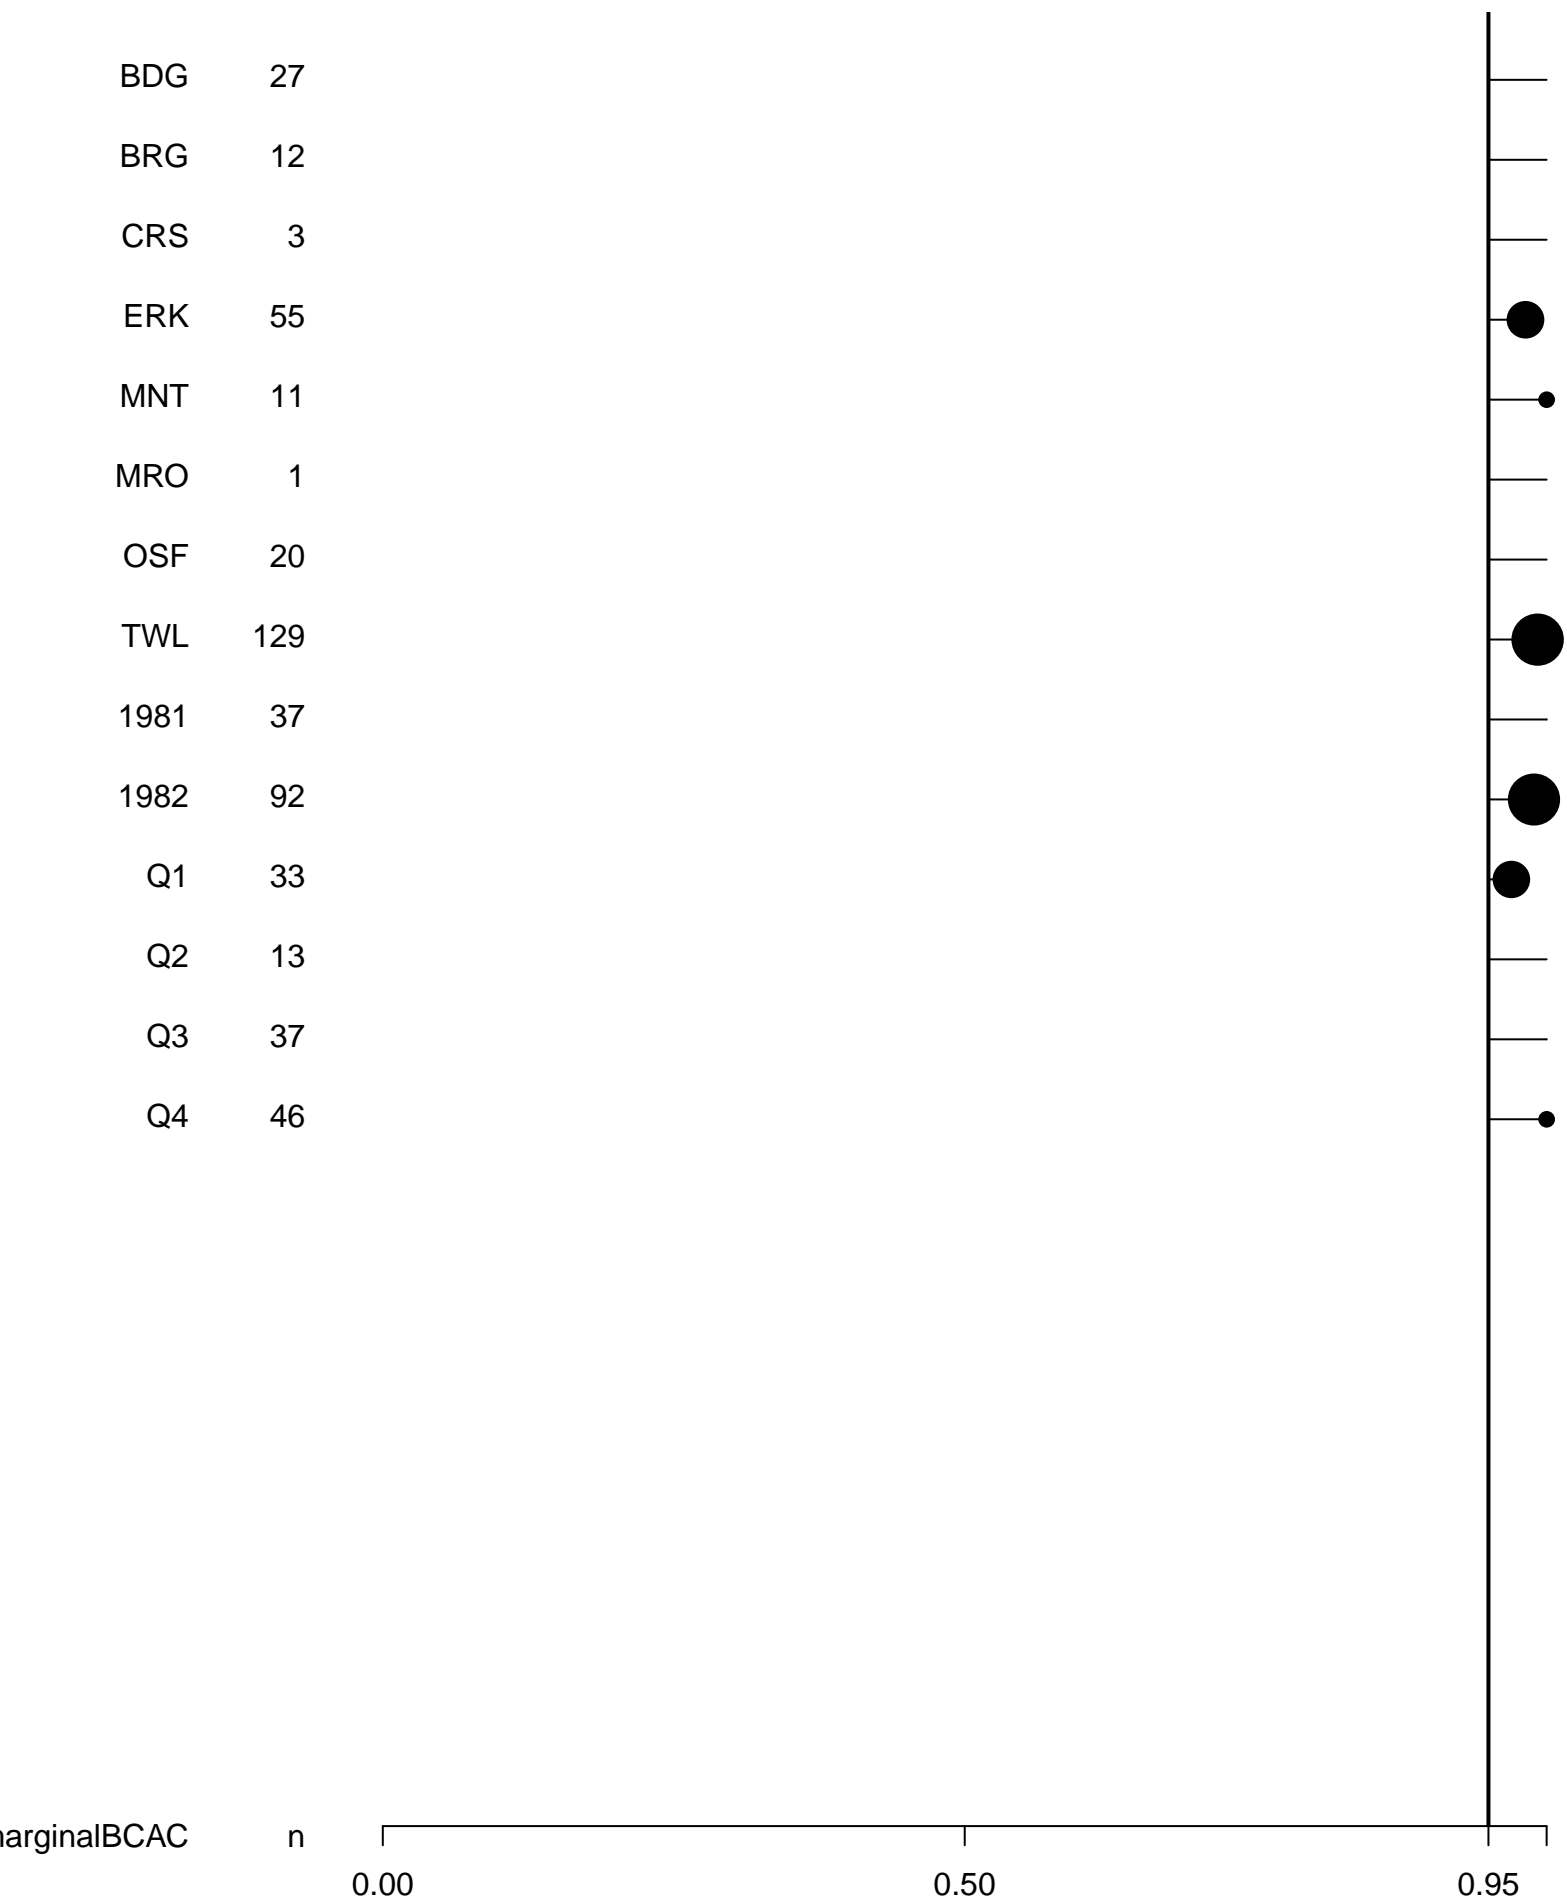 BDG 27
BRG 12
CRS 3
ERK 55
MNT 11
MRO 1
OSF 20
TWL 129
1981 37
1982 92
Q1 33
Q2 13
Q3 37
Q4 46
arginalBCAC n
0.00 0.50 0.95